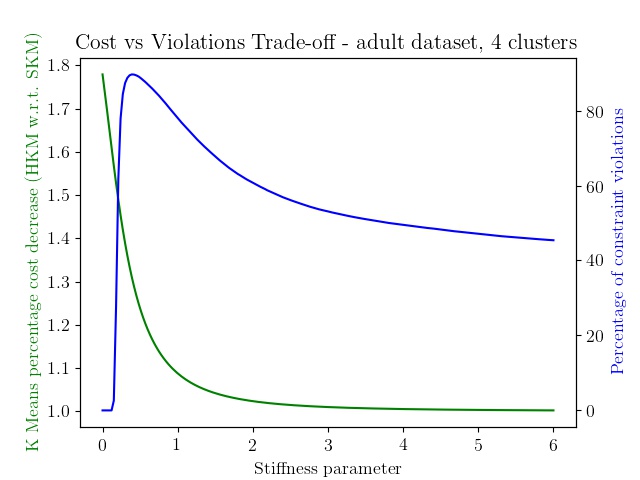 Cost vs Violations Trade-off - adult dataset, 4 clusters
K Means percentage cost decrease (HKM w.r.t. SKM)
1.8
1.7
1.6
1.5
1.4
1.3
1.2
1.1
1.0
80
60
40
20
0
Percentage of constraint violations
0 1 2 3 4 5 6
Stiffness parameter